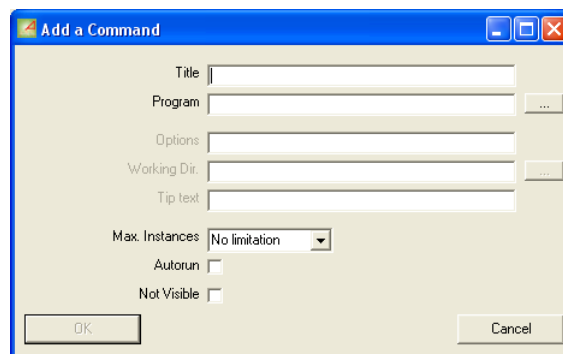 Add a Command
Title
Program
...
Options
Working Dir.
...
Tip text
Max. Instances No limitation
Autorun
Not Visible
OK Cancel